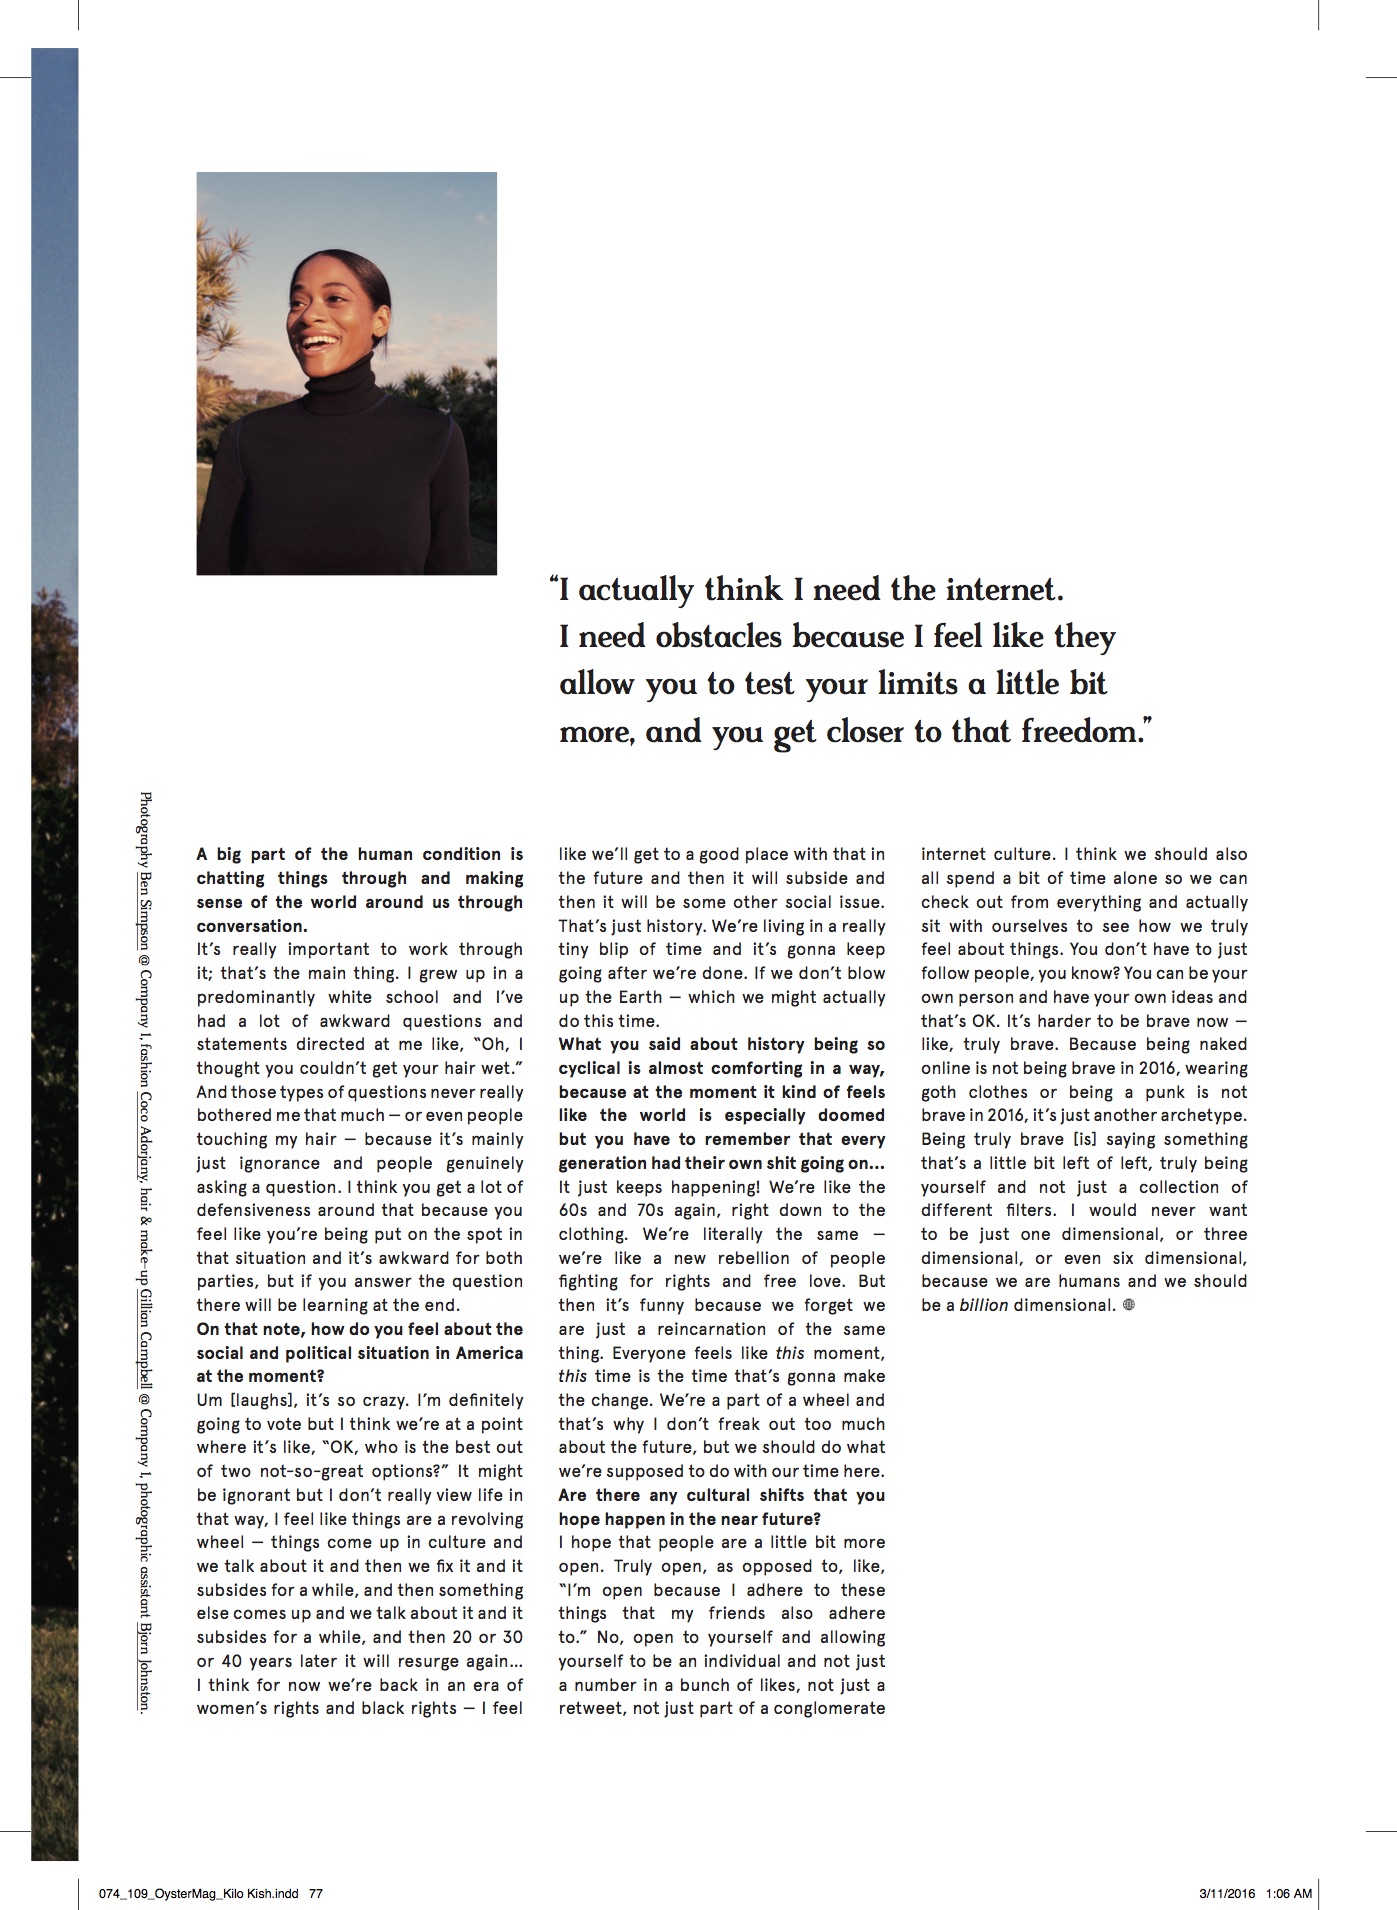 “I actually think I need the internet.
I need obstacles because I feel like they
allow you to test your limits a little bit
more, and you get closer to that freedom.”
Photography Ben Simpson @ Company 1, fashion Coco Adorjany, hair & make-up Gillian Campbell @ Company 1, photographic assistant Bjorn Johnston.
A big part of the human condition is
chatting things through and making
sense of the world around us through
conversation.
It’s really important to work through
it; that’s the main thing. I grew up in a
predominantly white school and I’ve
had a lot of awkward questions and
statements directed at me like, “Oh, I
thought you couldn’t get your hair wet.”
And those types of questions never really
bothered me that much — or even people
touching my hair — because it’s mainly
just ignorance and people genuinely
asking a question. I think you get a lot of
defensiveness around that because you
feel like you’re being put on the spot in
that situation and it’s awkward for both
parties, but if you answer the question
there will be learning at the end.
On that note, how do you feel about the
social and political situation in America
at the moment?
Um [laughs], it’s so crazy. I’m definitely
going to vote but I think we’re at a point
where it’s like, “OK, who is the best out
of two not-so-great options?” It might
be ignorant but I don’t really view life in
that way, I feel like things are a revolving
wheel — things come up in culture and
we talk about it and then we fix it and it
subsides for a while, and then something
else comes up and we talk about it and it
subsides for a while, and then 20 or 30
or 40 years later it will resurge again...
I think for now we’re back in an era of
women’s rights and black rights — I feel
like we’ll get to a good place with that in
the future and then it will subside and
then it will be some other social issue.
That’s just history. We’re living in a really
tiny blip of time and it’s gonna keep
going after we’re done. If we don’t blow
up the Earth — which we might actually
do this time.
What you said about history being so
cyclical is almost comforting in a way,
because at the moment it kind of feels
like the world is especially doomed
but you have to remember that every
generation had their own shit going on...
It just keeps happening! We’re like the
60s and 70s again, right down to the
clothing. We’re literally the same —
we’re like a new rebellion of people
fighting for rights and free love. But
then it’s funny because we forget we
are just a reincarnation of the same
thing. Everyone feels like this moment,
this time is the time that’s gonna make
the change. We’re a part of a wheel and
that’s why I don’t freak out too much
about the future, but we should do what
we’re supposed to do with our time here.
Are there any cultural shifts that you
hope happen in the near future?
I hope that people are a little bit more
open. Truly open, as opposed to, like,
“I’m open because I adhere to these
things that my friends also adhere
to.” No, open to yourself and allowing
yourself to be an individual and not just
a number in a bunch of likes, not just a
retweet, not just part of a conglomerate
internet culture. I think we should also
all spend a bit of time alone so we can
check out from everything and actually
sit with ourselves to see how we truly
feel about things. You don’t have to just
follow people, you know? You can be your
own person and have your own ideas and
that’s OK. It’s harder to be brave now —
like, truly brave. Because being naked
online is not being brave in 2016, wearing
goth clothes or being a punk is not
brave in 2016, it’s just another archetype.
Being truly brave [is] saying something
that’s a little bit left of left, truly being
yourself and not just a collection of
different filters. I would never want
to be just one dimensional, or three
dimensional, or even six dimensional,
because we are humans and we should
be a billion dimensional.
074_109_OysterMag_Kilo Kish.indd 77
3/11/2016 1:06 AM